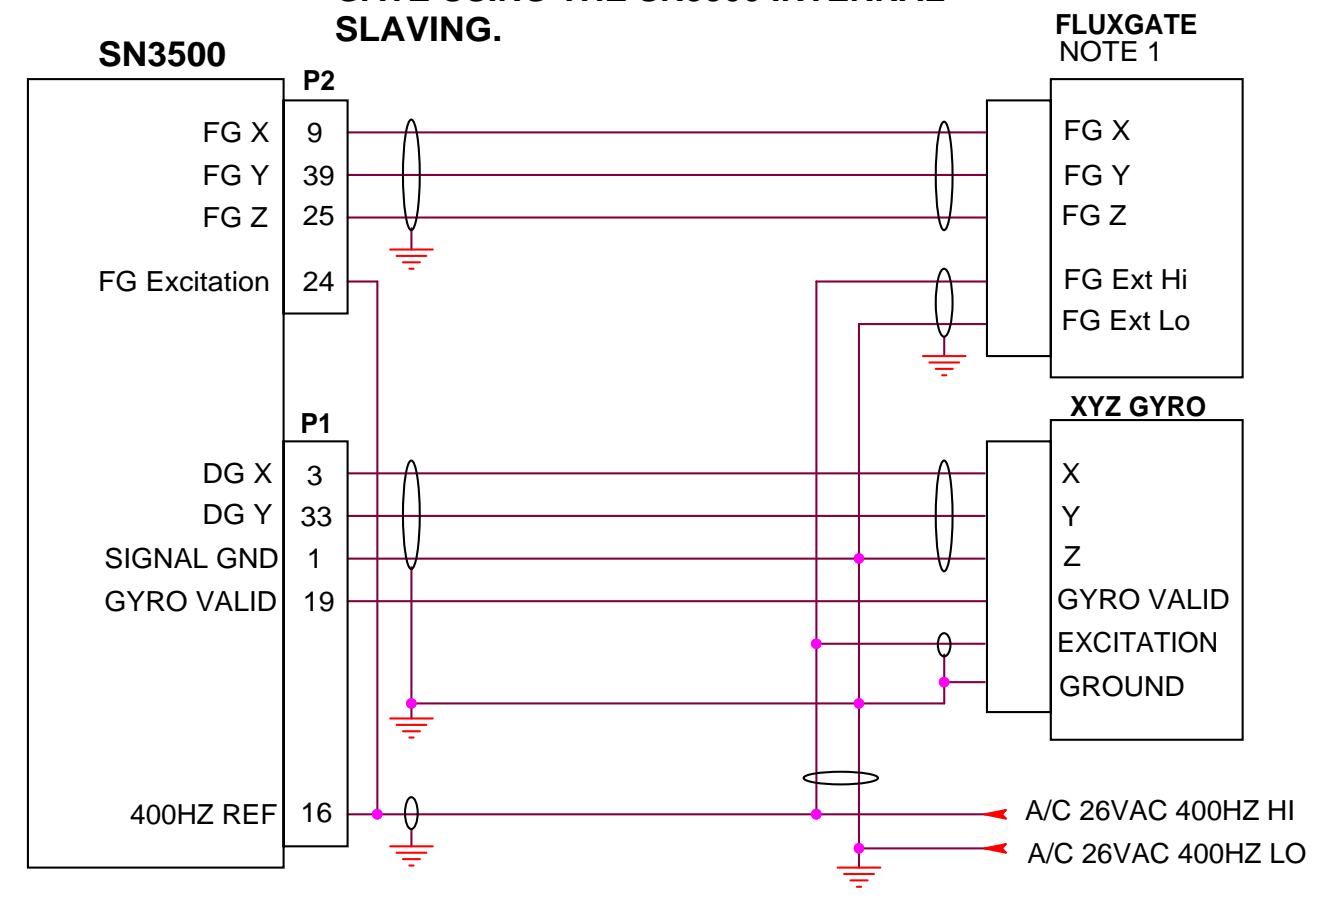 SLAVING.
SN3500
P2
FG X 9
FG Y 39
FG Z 25
FG Excitation 24
P1
DG X 3
DG Y 33
SIGNAL GND 1
GYRO VALID 19
400HZ REF 16
FLUXGATE
NOTE 1
FG X
FG Y
FG Z
FG Ext Hi
FG Ext Lo
XYZ GYRO
X
Y
Z
GYRO VALID
EXCITATION
GROUND
A/C 26VAC 400HZ HI
A/C 26VAC 400HZ LO